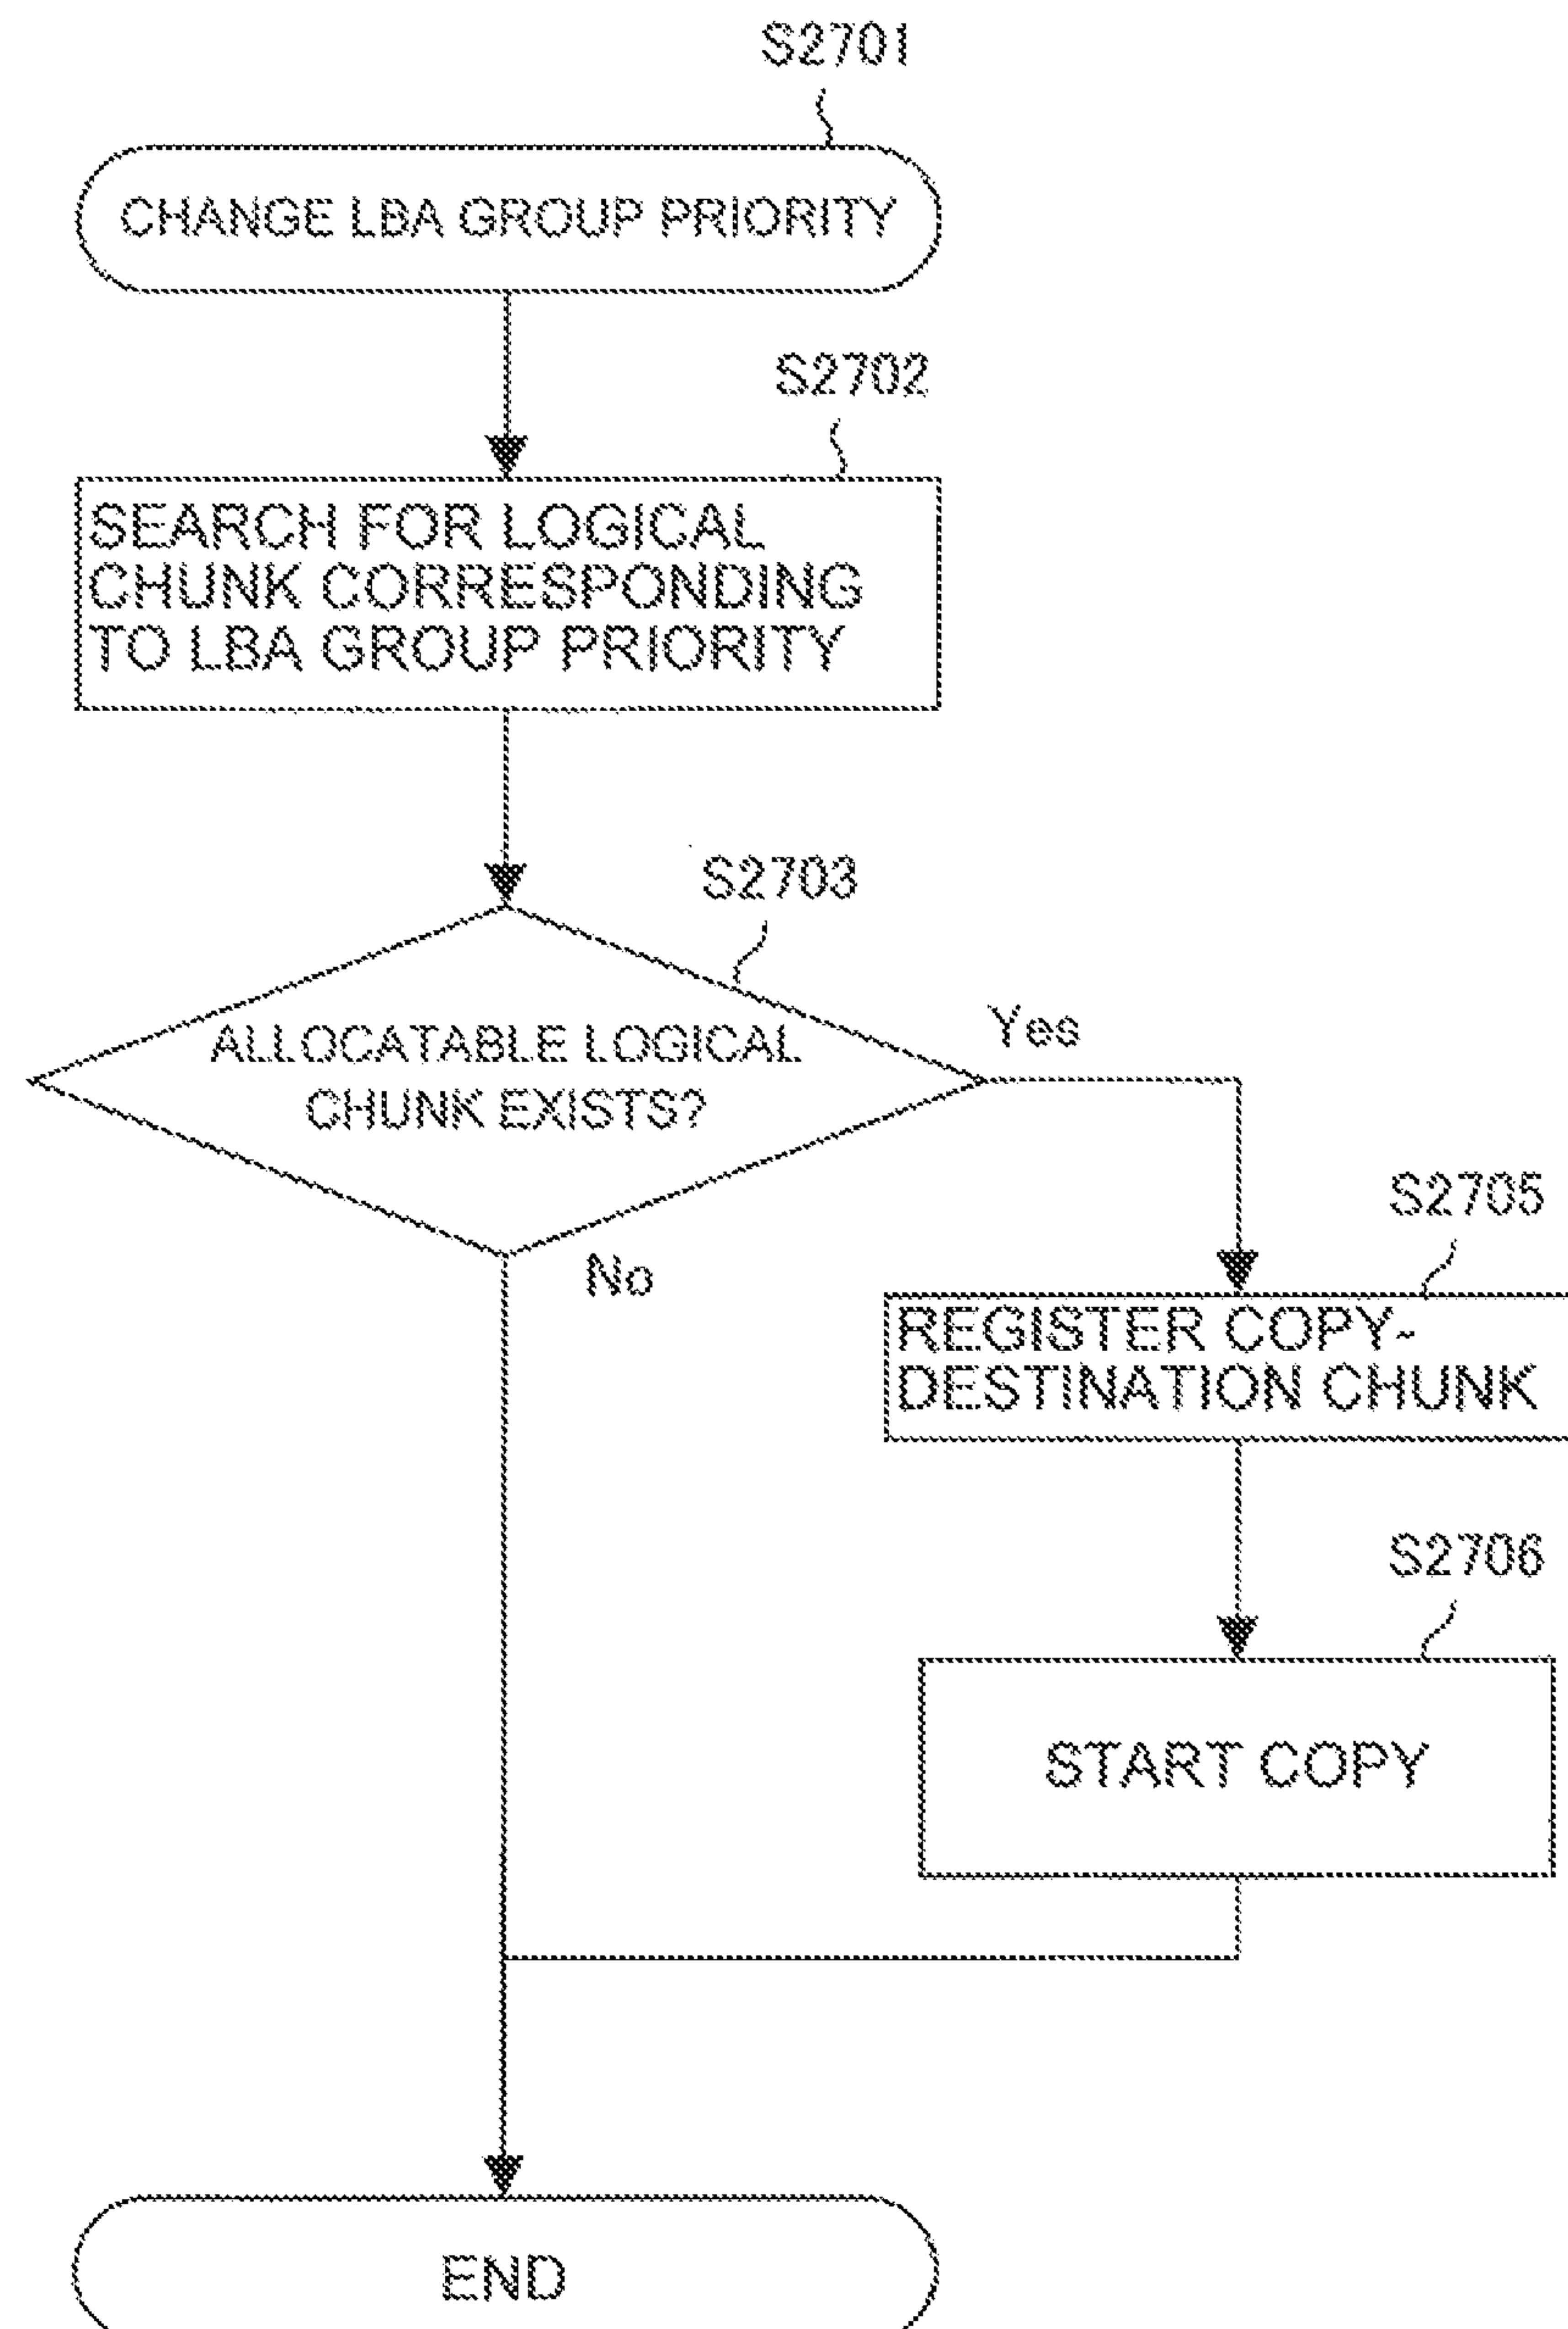 S2701
CHANGE LBA GROUP PRIORITY
S2702
SEARCH FOR LOGICAL
CHUNK CORRESPONDING
TO LBA GROUP PRIORITY
S2703
ALLOCATABLE LOGICAL
CHUNK EXISTS?
Yes
No
S2705
REGISTER COPY-
DESTINATION CHUNK
S2706
START COPY
END